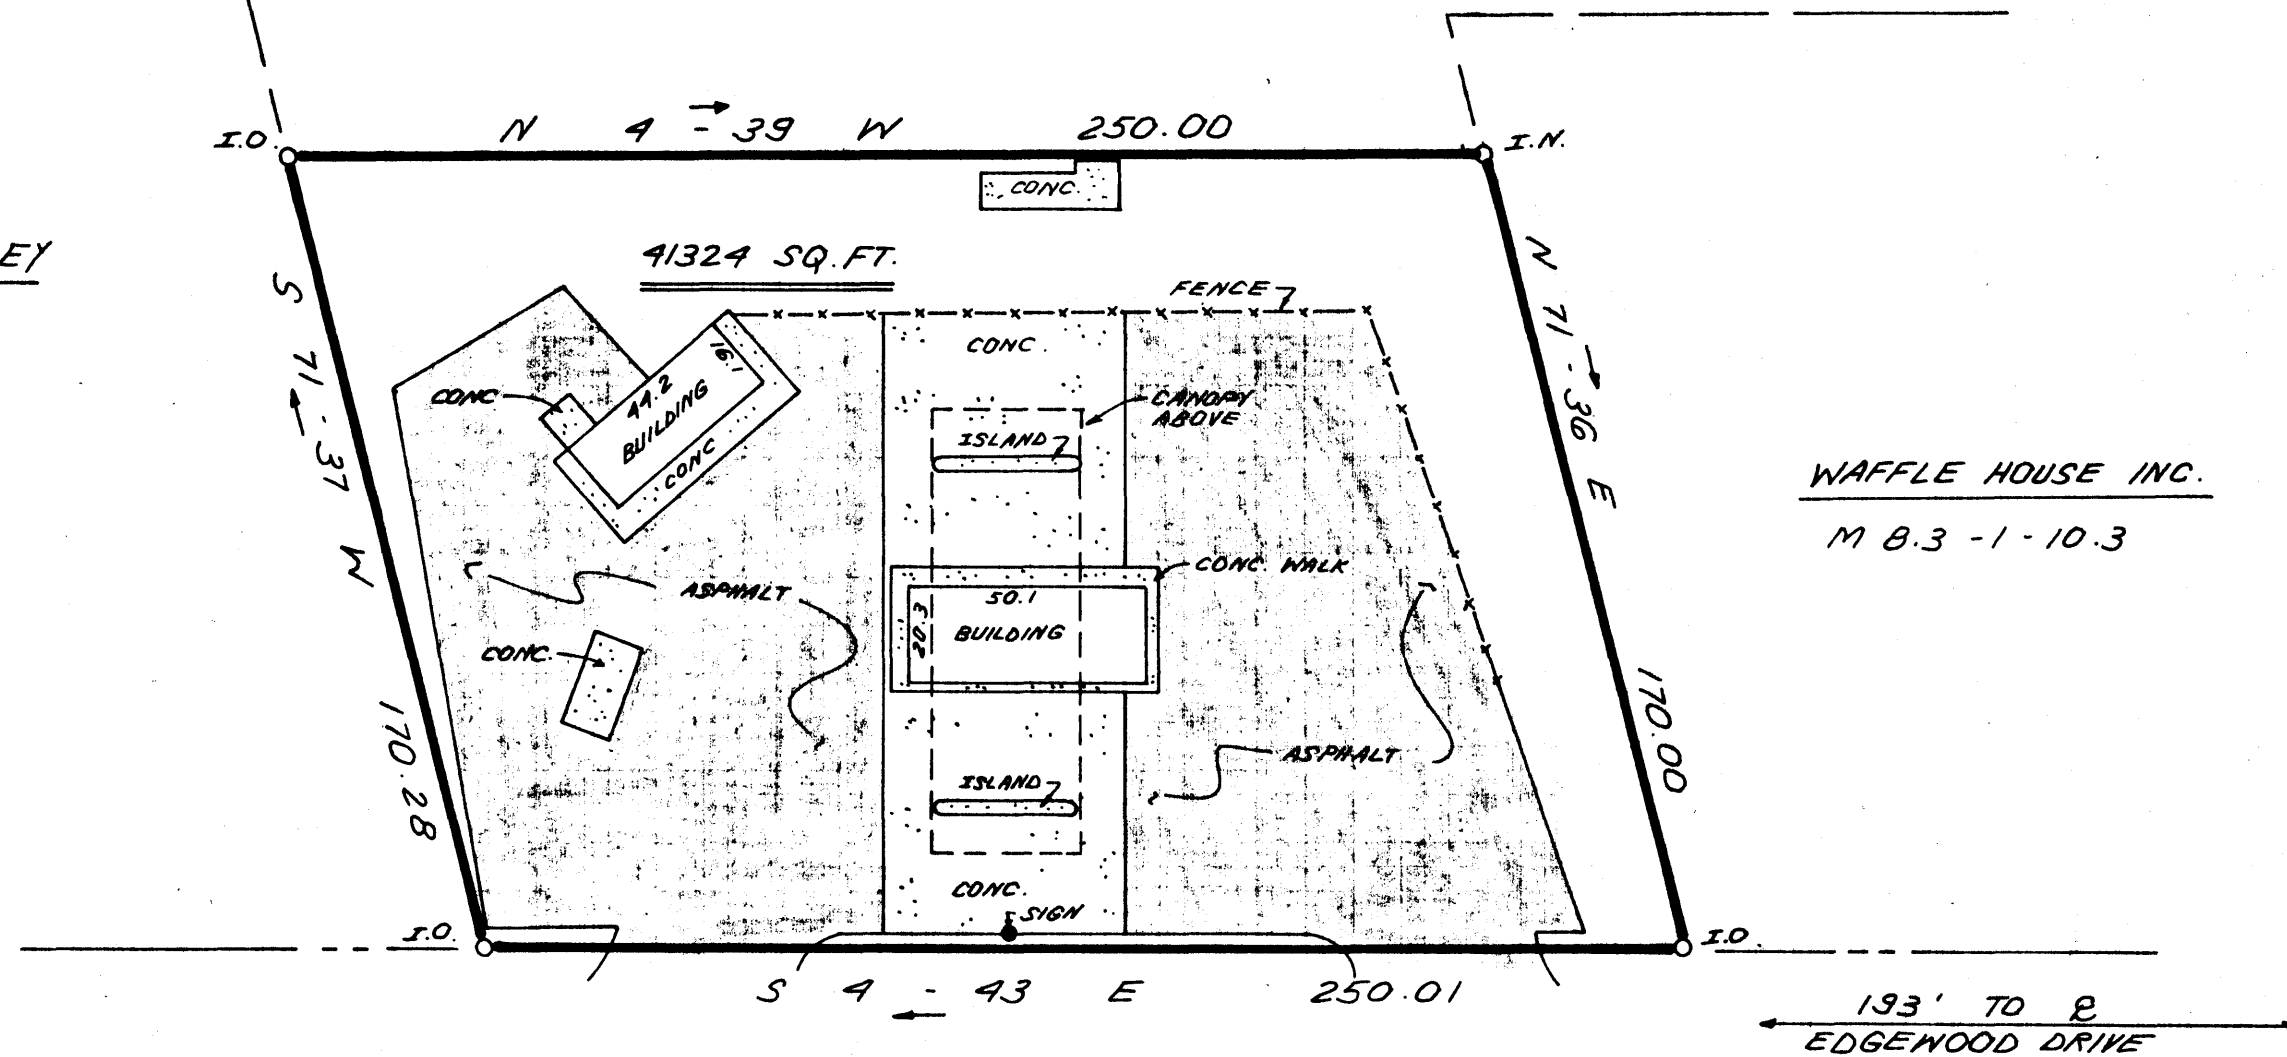 N 4 - 39 W 250.00
I.O.
I.N.
CONC.
EY
41324 SQ.FT.
FENCE
S 71 - 37 W 170.28
N 71 - 36 E 170.00
CONC.
16.1
CONC
44.2
BUILDING
CONC
CANOPY
ABOVE
ISLAND
WAFFLE HOUSE INC.
M 8.3 - 1 - 10.3
CONC. WALK
ASPHALT
50.1
20.3
BUILDING
CONC.
ASPHALT
ISLAND
CONC.
SIGN
I.O.
I.O.
S 4 - 43 E 250.01
193' TO ℄
EDGEWOOD DRIVE